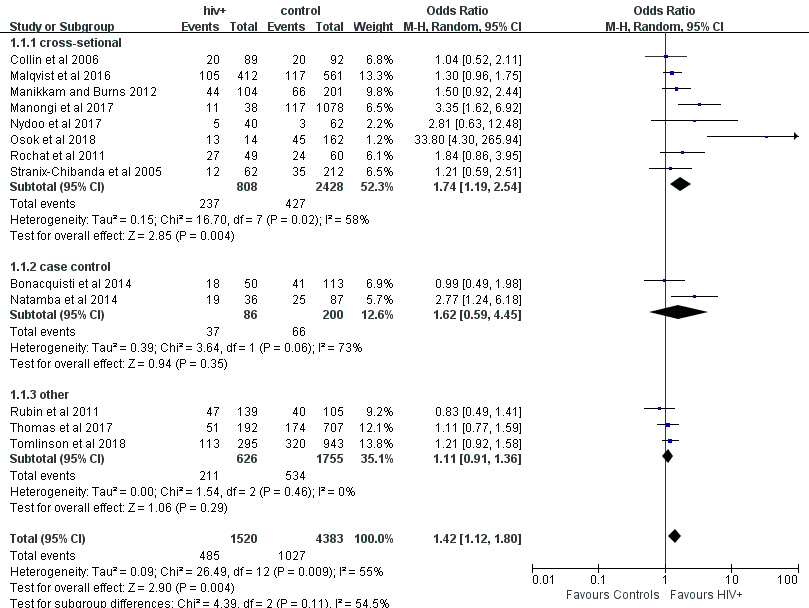 hiv+ control Odds Ratio Odds Ratio
Study or Subgroup Events Total Events Total Weight M-H, Random, 95% CI M-H, Random, 95% CI
1.1.1 cross-setional
Collin et al 2006 20 89 20 92 6.8% 1.04 [0.52, 2.11]
Malqvist et al 2016 105 412 117 561 13.3% 1.30 [0.96, 1.75]
Manikkam and Burns 2012 44 104 66 201 9.8% 1.50 [0.92, 2.44]
Manongi et al 2017 11 38 117 1078 6.5% 3.35 [1.62, 6.92]
Nydoo et al 2017 5 40 3 62 2.2% 2.81 [0.63, 12.48]
Osok et al 2018 13 14 45 162 1.3% 33.80 [4.30, 265.94]
Rochat et al 2011 27 49 24 60 6.1% 1.84 [0.86, 3.95]
Stranix-Chibanda et al 2005 12 62 35 212 6.4% 1.21 [0.59, 2.51]
Subtotal (95% CI) 808 2428 52.3% 1.74 [1.19, 2.54]
Total events 237 427
Heterogeneity: Tau² = 0.15; Chi² = 16.70, df = 7 (P = 0.02); I² = 58%
Test for overall effect: Z = 2.85 (P = 0.004)
1.1.2 case control
Bonacquisti et al 2014 18 50 41 113 6.9% 0.99 [0.49, 1.98]
Natamba et al 2014 19 36 25 87 5.7% 2.77 [1.24, 6.18]
Subtotal (95% CI) 86 200 12.6% 1.62 [0.59, 4.45]
Total events 37 66
Heterogeneity: Tau² = 0.39; Chi² = 3.64, df = 1 (P = 0.06); I² = 73%
Test for overall effect: Z = 0.94 (P = 0.35)
1.1.3 other
Rubin et al 2011 47 139 40 105 9.2% 0.83 [0.49, 1.41]
Thomas et al 2017 51 192 174 707 12.1% 1.11 [0.77, 1.59]
Tomlinson et al 2018 113 295 320 943 13.8% 1.21 [0.92, 1.58]
Subtotal (95% CI) 626 1755 35.1% 1.11 [0.91, 1.36]
Total events 211 534
Heterogeneity: Tau² = 0.00; Chi² = 1.54, df = 2 (P = 0.46); I² = 0%
Test for overall effect: Z = 1.06 (P = 0.29)
Total (95% CI) 1520 4383 100.0% 1.42 [1.12, 1.80]
Total events 485 1027
Heterogeneity: Tau² = 0.09; Chi² = 26.49, df = 12 (P = 0.009); I² = 55%
Test for overall effect: Z = 2.90 (P = 0.004)
Test for subgroup differences: Chi² = 4.39, df = 2 (P = 0.11), I² = 54.5%
0.01 0.1 1 10 100
Favours Controls Favours HIV+